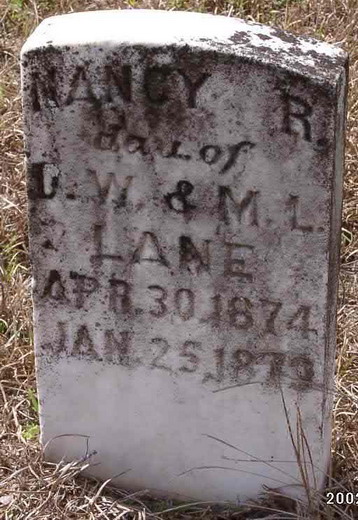 NANCY R.
dau. of
D. W. & M. L.
LANE
APR. 30, 1874
JAN. 25,